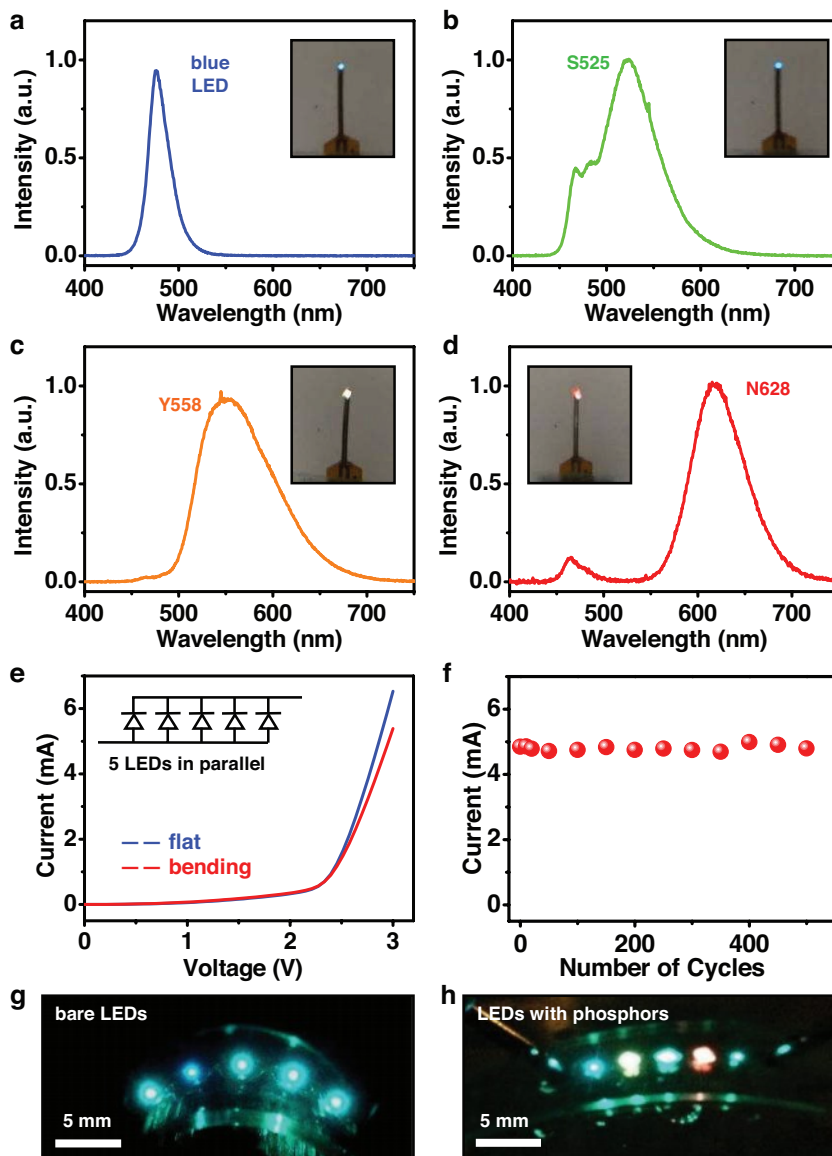 a
blue
LED
Intensity (a.u.)
1.0
0.5
0.0
400 500 600 700
Wavelength (nm)
b
S525
Intensity (a.u.)
1.0
0.5
0.0
400 500 600 700
Wavelength (nm)
c
Y558
Intensity (a.u.)
1.0
0.5
0.0
400 500 600 700
Wavelength (nm)
d
N628
Intensity (a.u.)
1.0
0.5
0.0
400 500 600 700
Wavelength (nm)
e
5 LEDs in parallel
flat
bending
Current (mA)
6
4
2
0
0 1 2 3
Voltage (V)
f
Current (mA)
6
4
2
0
0 200 400
Number of Cycles
g
bare LEDs
5 mm
h
LEDs with phosphors
5 mm